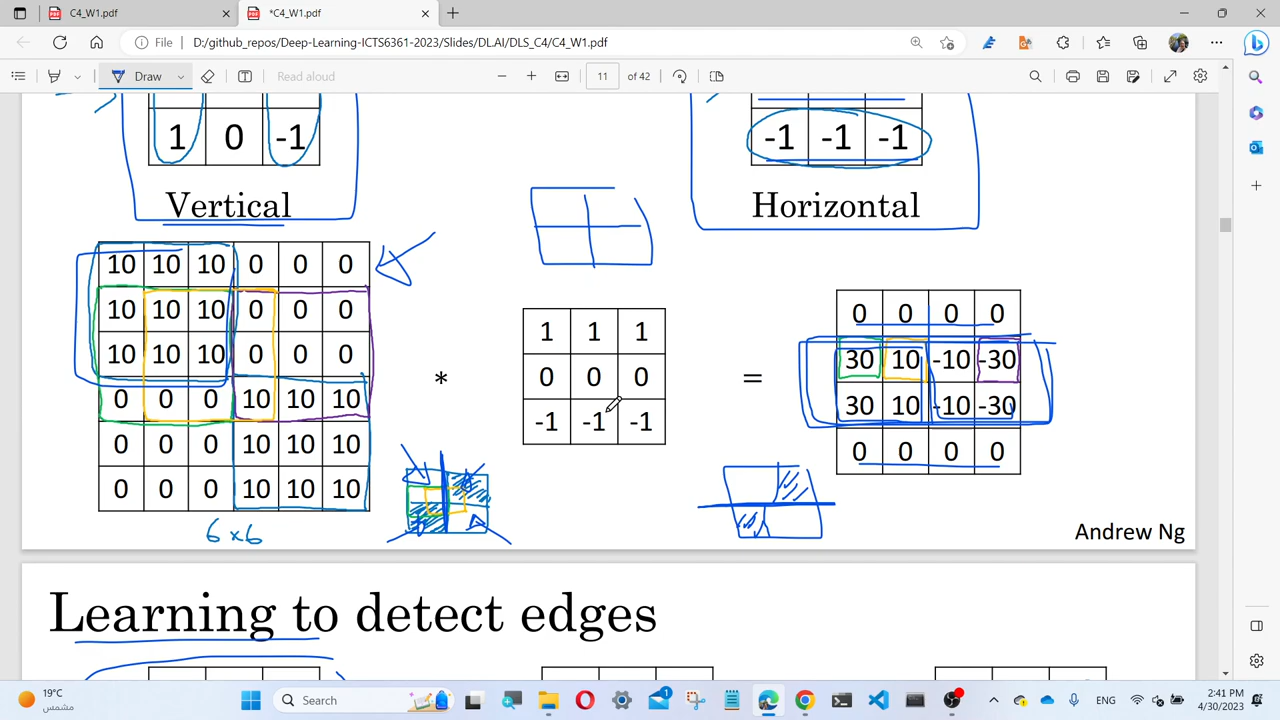 C4_W1.pdf
*C4_W1.pdf
File
D:/github_repos/Deep-Learning-ICTS6361-2023/Slides/DL.AI/DLS_C4/C4_W1.pdf
Draw
Read aloud
11 of 42
1 0 -1
-1 -1 -1
Vertical
Horizontal
10 10 10 0 0 0
10 10 10 0 0 0
10 10 10 0 0 0
0 0 0 10 10 10
0 0 0 10 10 10
0 0 0 10 10 10
6 x 6
*
1 1 1
0 0 0
-1 -1 -1
=
0 0 0 0
30 10 -10 -30
30 10 -10 -30
0 0 0 0
Andrew Ng
Learning to detect edges
19°C
مشمس
Search
1
ENG
2:41 PM
4/30/2023